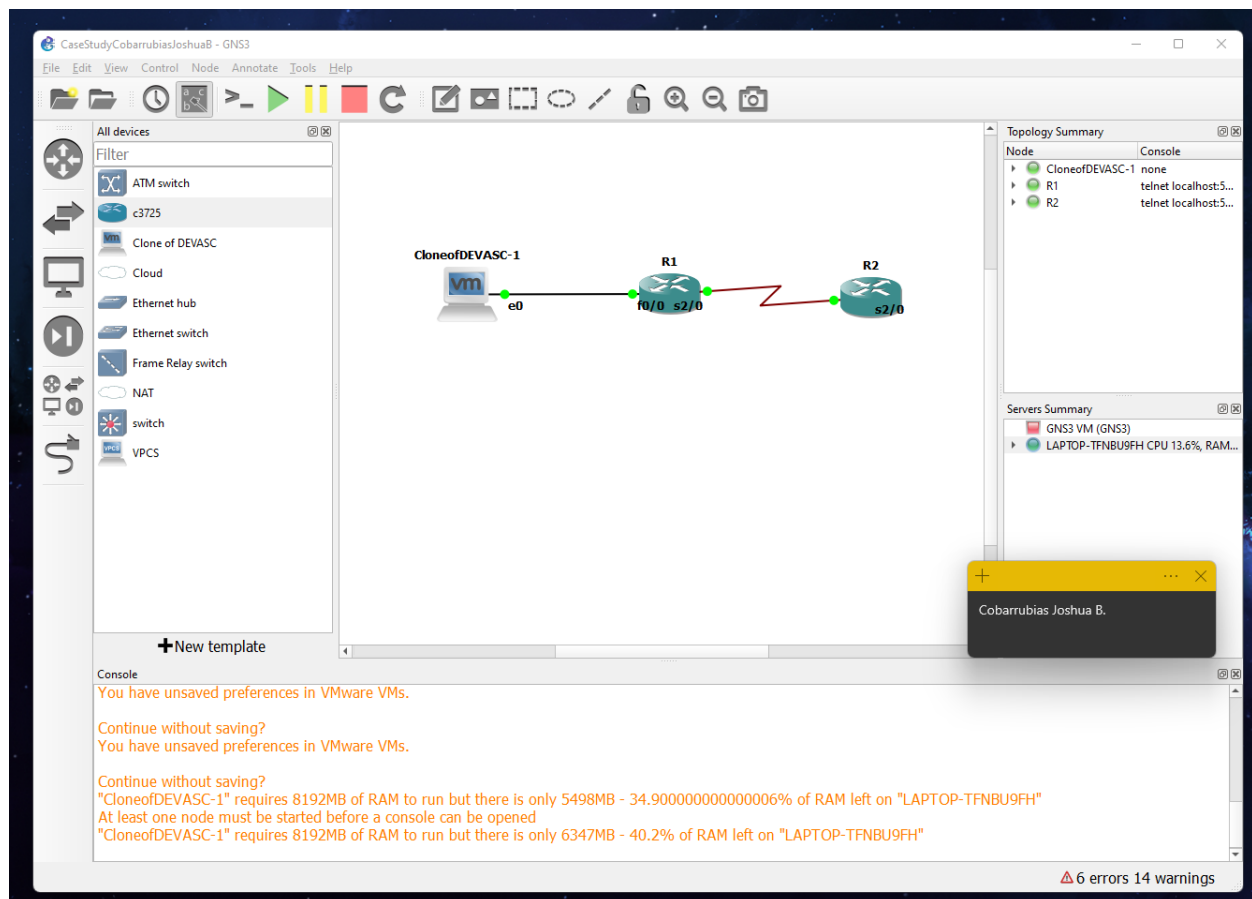 CaseStudyCobarrubiasJoshuaB - GNS3
File Edit View Control Node Annotate Tools Help
All devices
Filter
ATM switch
c3725
Clone of DEVASC
Cloud
Ethernet hub
Ethernet switch
Frame Relay switch
NAT
switch
VPCS
New template
CloneofDEVASC-1
vm
e0
R1
f0/0 s2/0
R2
s2/0
Topology Summary
Node Console
CloneofDEVASC-1 none
R1 telnet localhost:5...
R2 telnet localhost:5...
Servers Summary
GNS3 VM (GNS3)
LAPTOP-TFNBU9FH CPU 13.6%, RAM...
Cobarrubias Joshua B.
Console
You have unsaved preferences in VMware VMs.
Continue without saving?
You have unsaved preferences in VMware VMs.
Continue without saving?
"CloneofDEVASC-1" requires 8192MB of RAM to run but there is only 5498MB - 34.900000000000006% of RAM left on "LAPTOP-TFNBU9FH"
At least one node must be started before a console can be opened
"CloneofDEVASC-1" requires 8192MB of RAM to run but there is only 6347MB - 40.2% of RAM left on "LAPTOP-TFNBU9FH"
6 errors 14 warnings